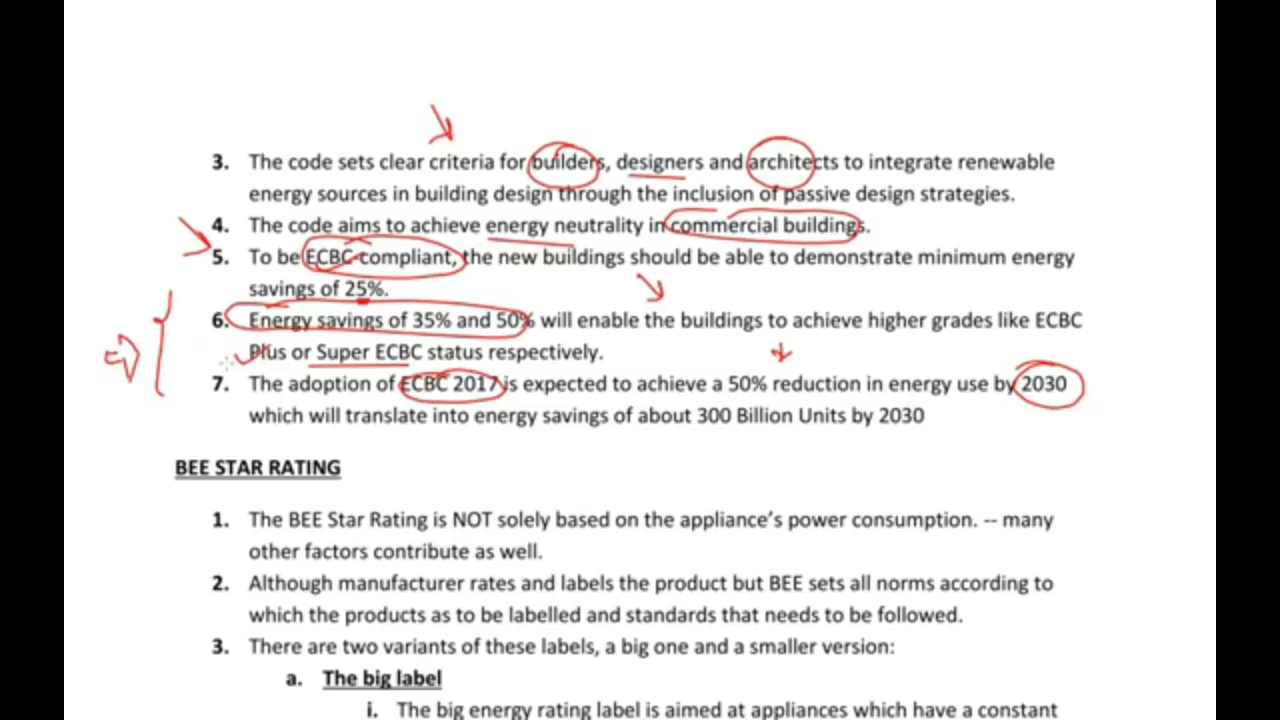 3. The code sets clear criteria for builders, designers and architects to integrate renewable
energy sources in building design through the inclusion of passive design strategies.
4. The code aims to achieve energy neutrality in commercial buildings.
5. To be ECBC compliant, the new buildings should be able to demonstrate minimum energy
savings of 25%.
6. Energy savings of 35% and 50% will enable the buildings to achieve higher grades like ECBC
Plus or Super ECBC status respectively.
7. The adoption of ECBC 2017 is expected to achieve a 50% reduction in energy use by 2030
which will translate into energy savings of about 300 Billion Units by 2030
BEE STAR RATING
1. The BEE Star Rating is NOT solely based on the appliance's power consumption. -- many
other factors contribute as well.
2. Although manufacturer rates and labels the product but BEE sets all norms according to
which the products as to be labelled and standards that needs to be followed.
3. There are two variants of these labels, a big one and a smaller version:
a. The big label
i. The big energy rating label is aimed at appliances which have a constant